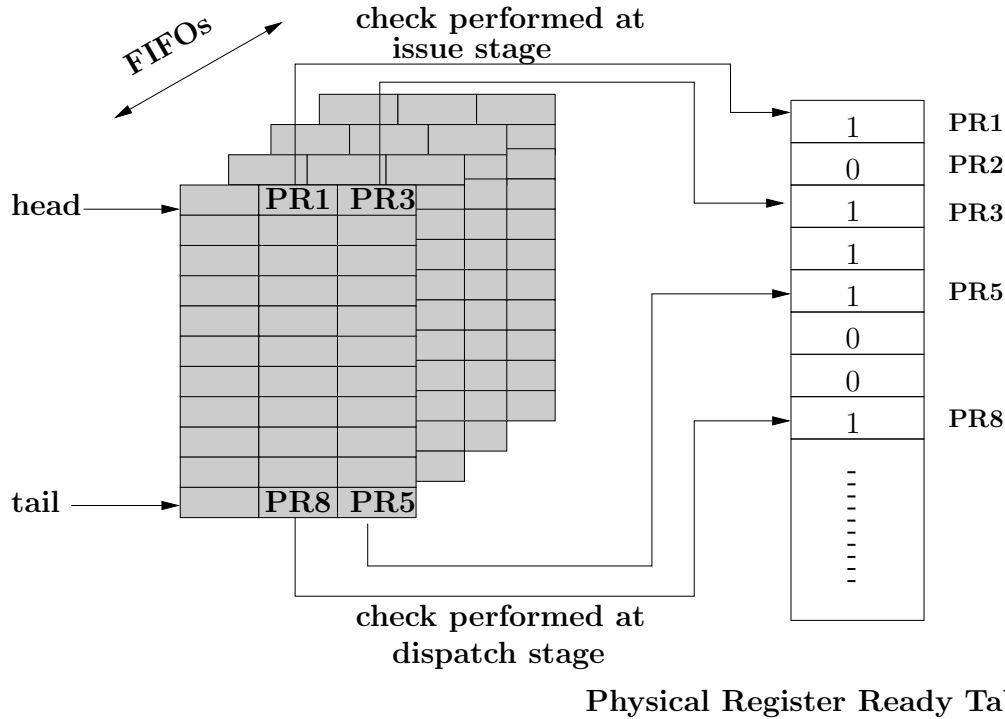 check performed at
issue stage
FIFOs
head
PR1 PR3
tail
PR8 PR5
check performed at
dispatch stage
1 PR1
0 PR2
1 PR3
1
1 PR5
0
0
1 PR8
Physical Register Ready Ta